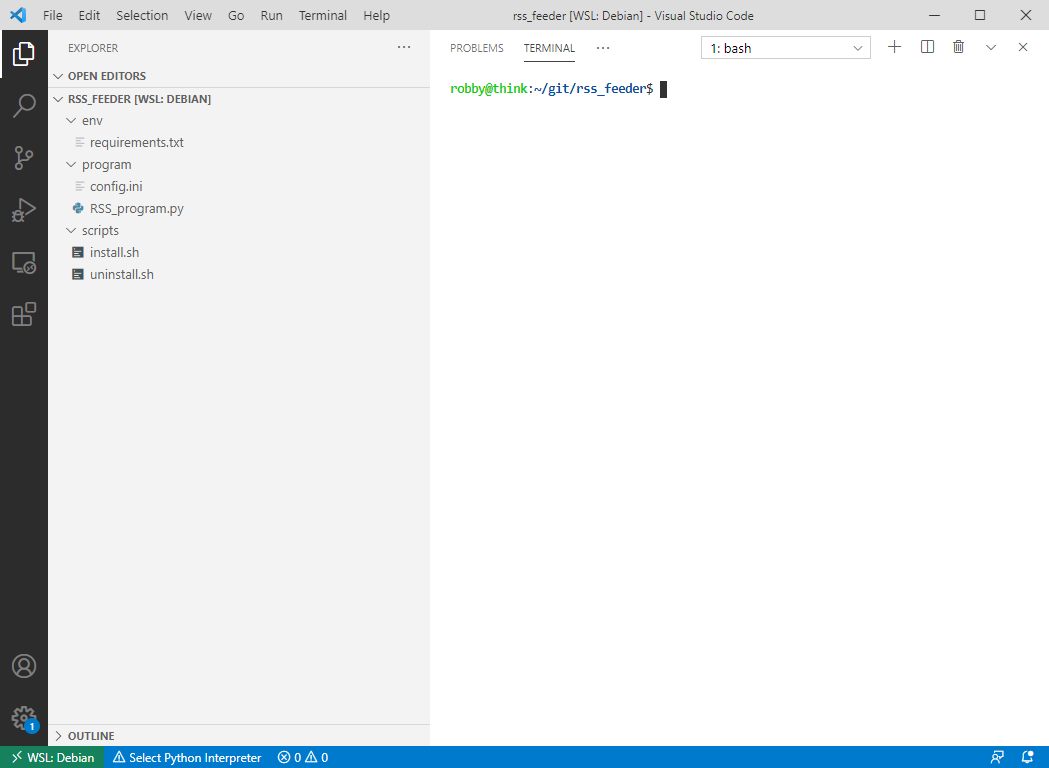 File Edit Selection View Go Run Terminal Help rss_feeder [WSL: Debian] - Visual Studio Code
EXPLORER
OPEN EDITORS
RSS_FEEDER [WSL: DEBIAN]
env
requirements.txt
program
config.ini
RSS_program.py
scripts
install.sh
uninstall.sh
OUTLINE
PROBLEMS TERMINAL 1: bash
robby@think:~/git/rss_feeder$
1
WSL: Debian Select Python Interpreter 0 0